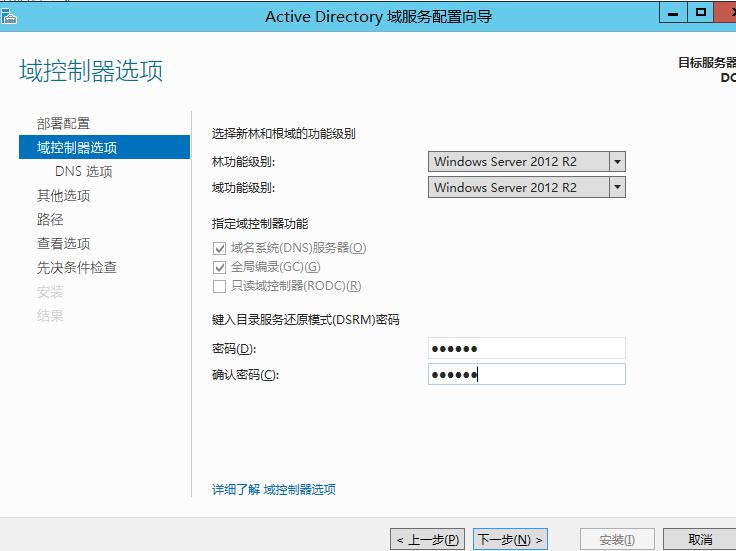 Active Directory 域服务配置向导
域控制器选项
目标服务器
DC
部署配置
域控制器选项
DNS 选项
其他选项
路径
查看选项
先决条件检查
安装
结果
选择新林和根域的功能级别
林功能级别: Windows Server 2012 R2
域功能级别: Windows Server 2012 R2
指定域控制器功能
域名系统(DNS)服务器(O)
全局编录(GC)(G)
只读域控制器(RODC)(R)
键入目录服务还原模式(DSRM)密码
密码(D): ●●●●●●
确认密码(C): ●●●●●●
详细了解 域控制器选项
< 上一步(P) 下一步(N) > 安装(I) 取消